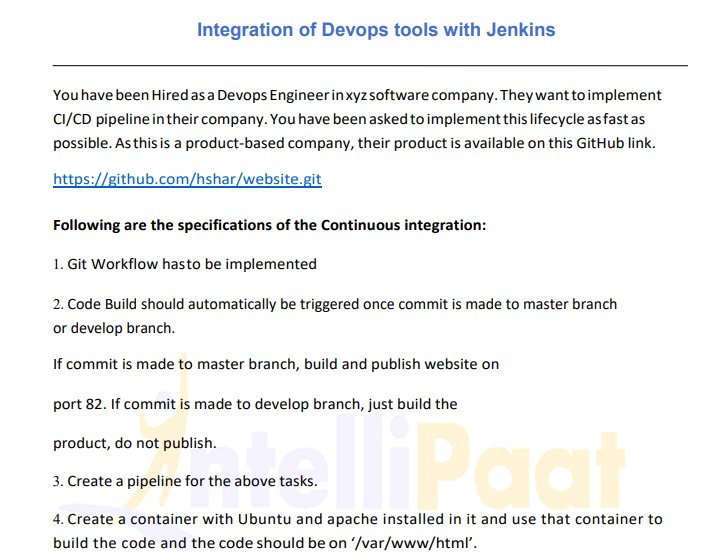 Integration of Devops tools with Jenkins
You have been Hired as a Devops Engineer in xyz software company. They want to implement
CI/CD pipeline in their company. You have been asked to implement this lifecycle as fast as
possible. As this is a product-based company, their product is available on this GitHub link.
https://github.com/hshar/website.git
Following are the specifications of the Continuous integration:
1. Git Workflow has to be implemented
2. Code Build should automatically be triggered once commit is made to master branch
or develop branch.
If commit is made to master branch, build and publish website on
port 82. If commit is made to develop branch, just build the
product, do not publish.
3. Create a pipeline for the above tasks.
4. Create a container with Ubuntu and apache installed in it and use that container to
build the code and the code should be on ‘/var/www/html’.
intelliPaat